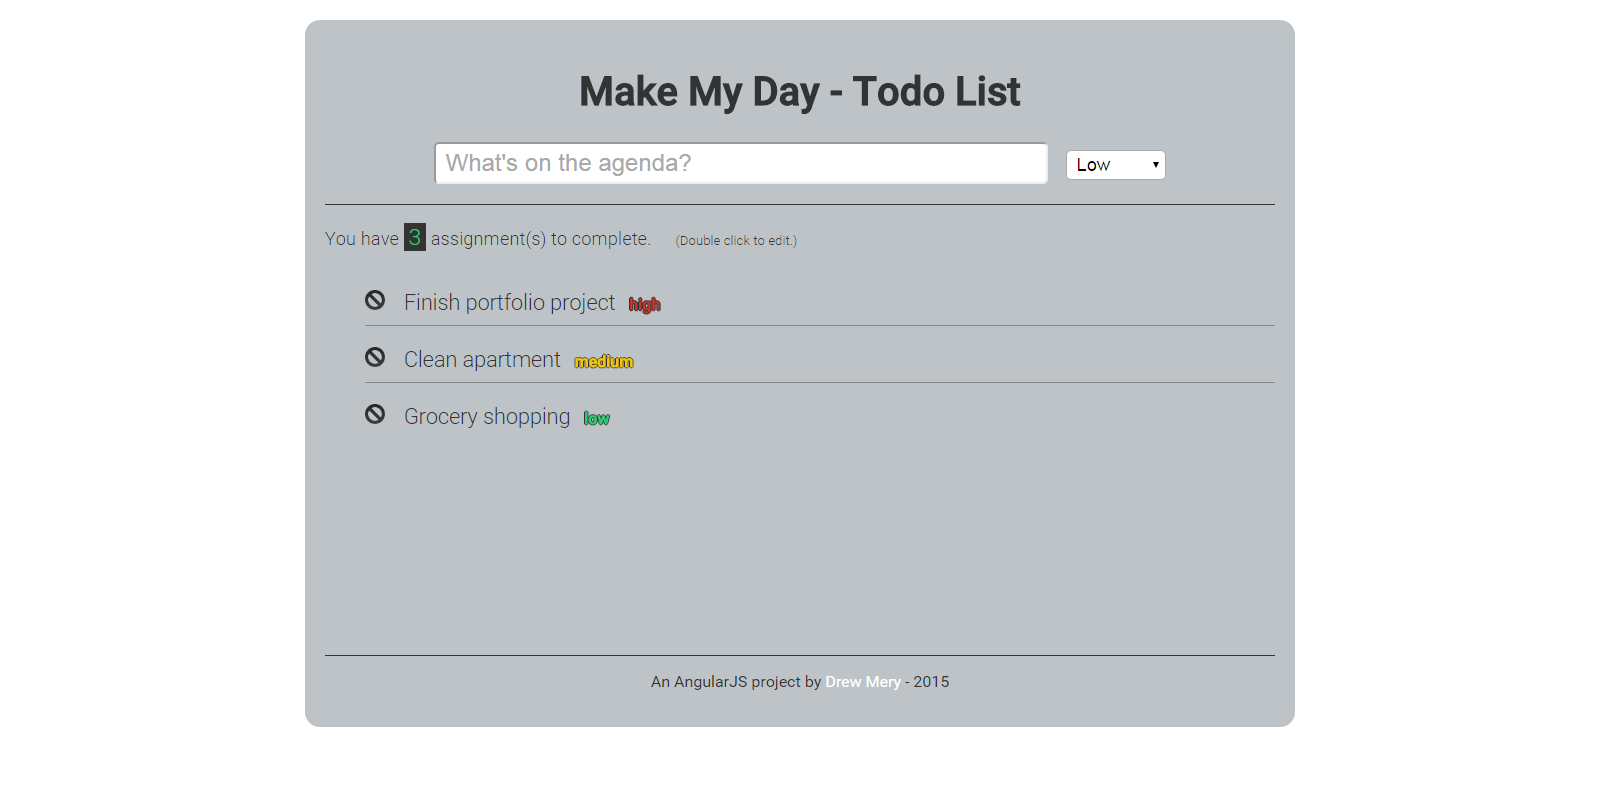 Make My Day - Todo List
What's on the agenda?
Low
You have 3 assignment(s) to complete. (Double click to edit.)
Finish portfolio project high
Clean apartment medium
Grocery shopping low
An AngularJS project by Drew Mery - 2015